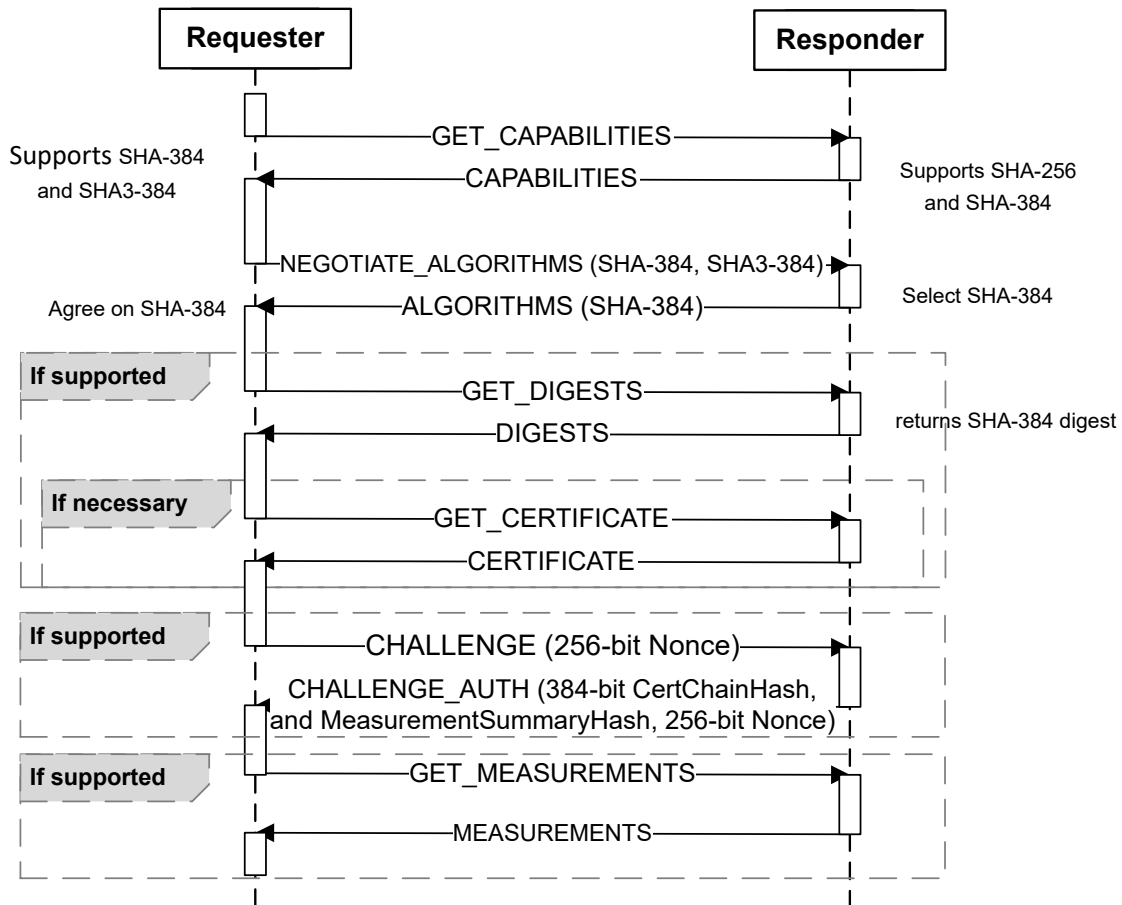 Requester
Responder
GET_CAPABILITIES
Supports SHA-384
and SHA3-384
CAPABILITIES
Supports SHA-256
and SHA-384
NEGOTIATE_ALGORITHMS (SHA-384, SHA3-384)
Agree on SHA-384
ALGORITHMS (SHA-384)
Select SHA-384
If supported
GET_DIGESTS
DIGESTS
returns SHA-384 digest
If necessary
GET_CERTIFICATE
CERTIFICATE
If supported
CHALLENGE (256-bit Nonce)
CHALLENGE_AUTH (384-bit CertChainHash,
and MeasurementSummaryHash, 256-bit Nonce)
If supported
GET_MEASUREMENTS
MEASUREMENTS